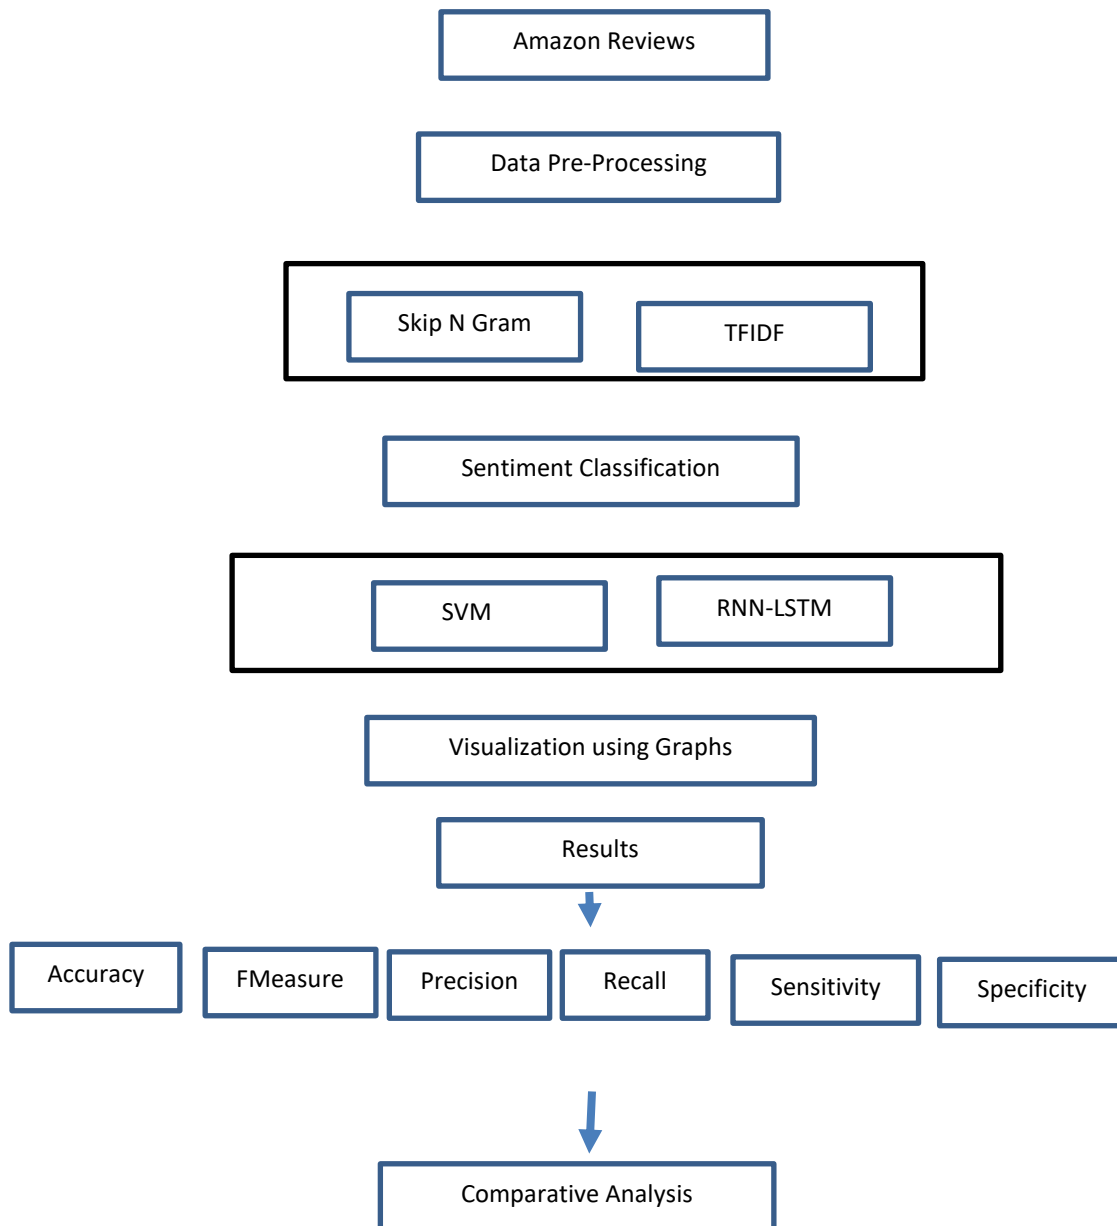 Amazon Reviews
Data Pre-Processing
Skip N Gram
TFIDF
Sentiment Classification
SVM
RNN-LSTM
Visualization using Graphs
Results
Accuracy
FMeasure
Precision
Recall
Sensitivity
Specificity
Comparative Analysis